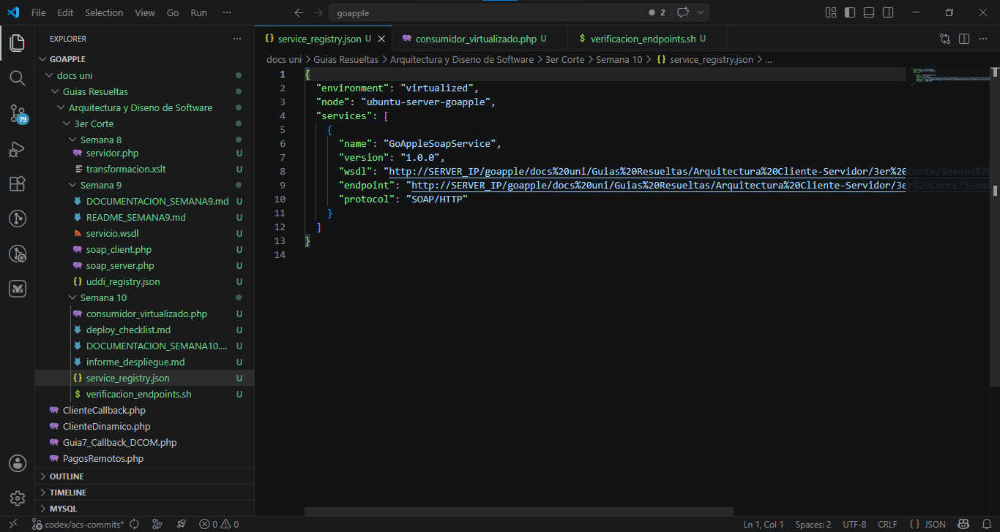 File Edit Selection View Go Run ···
goapple
2
EXPLORER ···
GOAPPLE
docs uni
Guias Resueltas
Arquitectura y Diseno de Software
3er Corte
Semana 8
servidor.php U
transformacion.xslt U
Semana 9
DOCUMENTACION_SEMANA9.md U
README_SEMANA9.md U
servicio.wsdl U
soap_client.php U
soap_server.php U
uddi_registry.json U
Semana 10
consumidor_virtualizado.php U
deploy_checklist.md U
DOCUMENTACION_SEMANA10.... U
informe_despliegue.md U
service_registry.json U
verificacion_endpoints.sh U
ClienteCallback.php
ClienteDinamico.php
Guia7_Callback_DCOM.php
PagosRemotos.php
OUTLINE
TIMELINE
MYSQL
79
service_registry.json U
consumidor_virtualizado.php U
verificacion_endpoints.sh U
docs uni > Guias Resueltas > Arquitectura y Diseno de Software > 3er Corte > Semana 10 > {} service_registry.json > ...
1 {
2 "environment": "virtualized",
3 "node": "ubuntu-server-goapple",
4 "services": [
5 {
6 "name": "GoAppleSoapService",
7 "version": "1.0.0",
8 "wsdl": "http://SERVER_IP/goapple/docs%20uni/Guias%20Resueltas/Arquitectura%20Cliente-Servidor/3er%20Corte/Semana%20
9 "endpoint": "http://SERVER_IP/goapple/docs%20uni/Guias%20Resueltas/Arquitectura%20Cliente-Servidor/3er%20Corte/Seman
10 "protocol": "SOAP/HTTP"
11 }
12 ]
13 }
14
codex/acs-commits* 0 0
Ln 1, Col 1 Spaces: 2 UTF-8 CRLF {} JSON